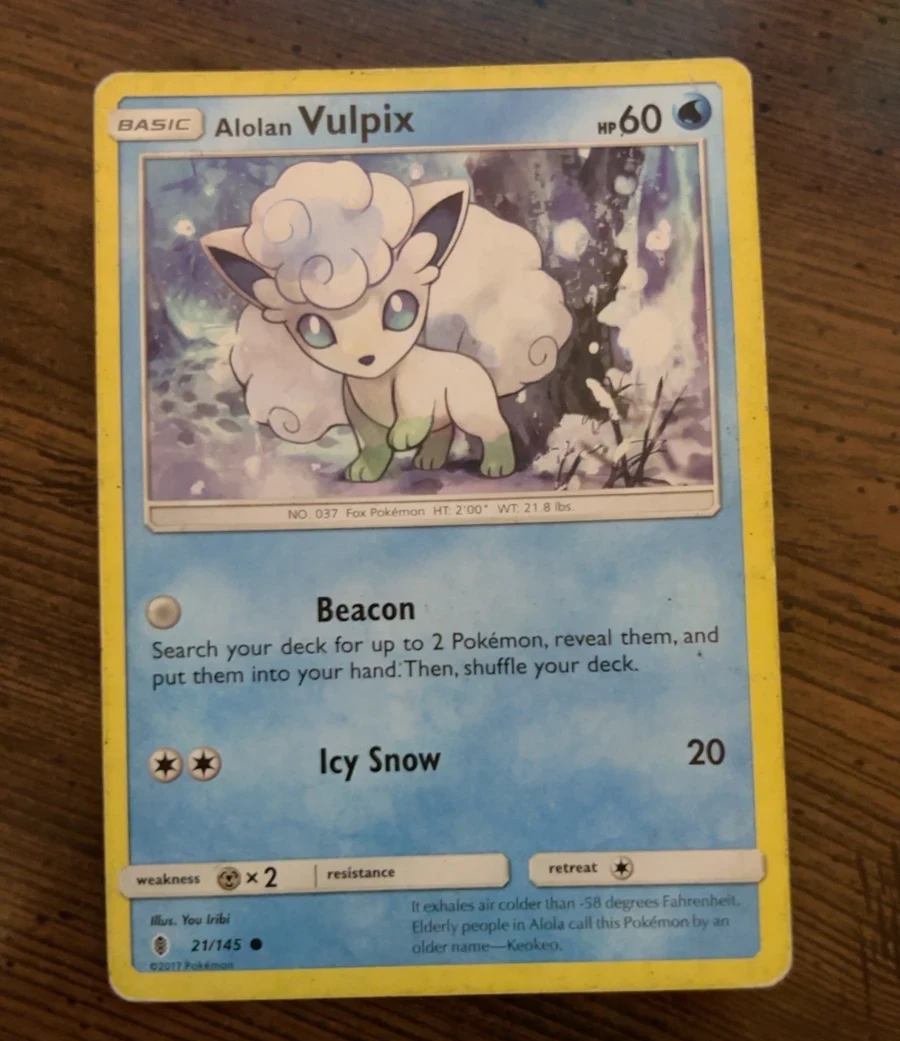 BASIC Alolan Vulpix HP 60
NO. 037 Fox Pokémon HT: 2'00" WT: 21.8 lbs.
Beacon
Search your deck for up to 2 Pokémon, reveal them, and
put them into your hand. Then, shuffle your deck.
Icy Snow 20
weakness ×2 resistance retreat
Illus. You Iribi
21/145
©2017 Pokémon
It exhales air colder than -58 degrees Fahrenheit.
Elderly people in Alola call this Pokémon by an
older name—Keokeo.